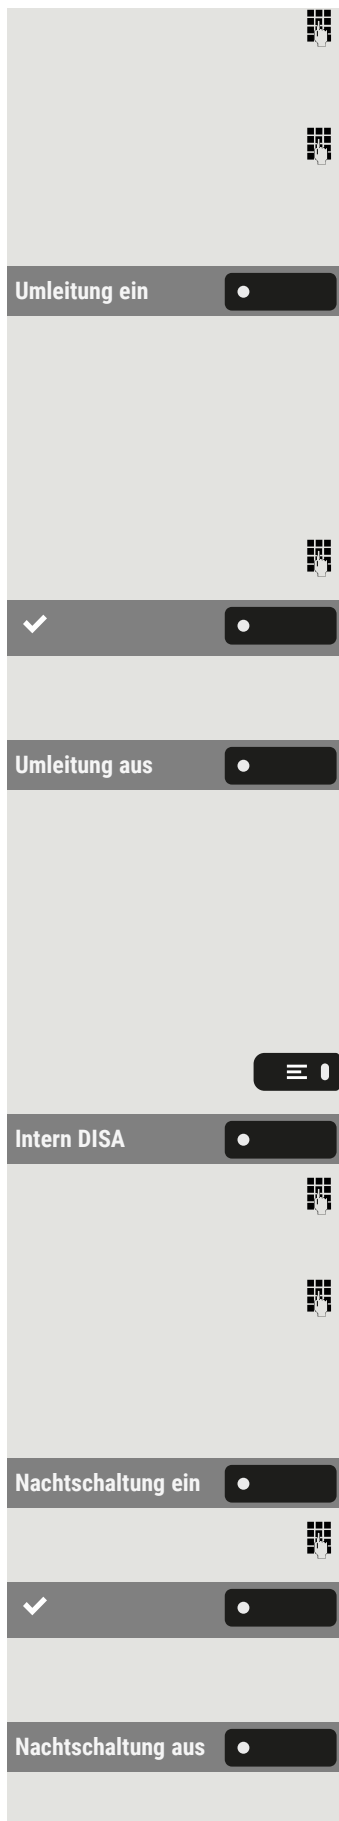 Umleitung ein
Umleitung aus
Intern DISA
Nachtschaltung ein
Nachtschaltung aus